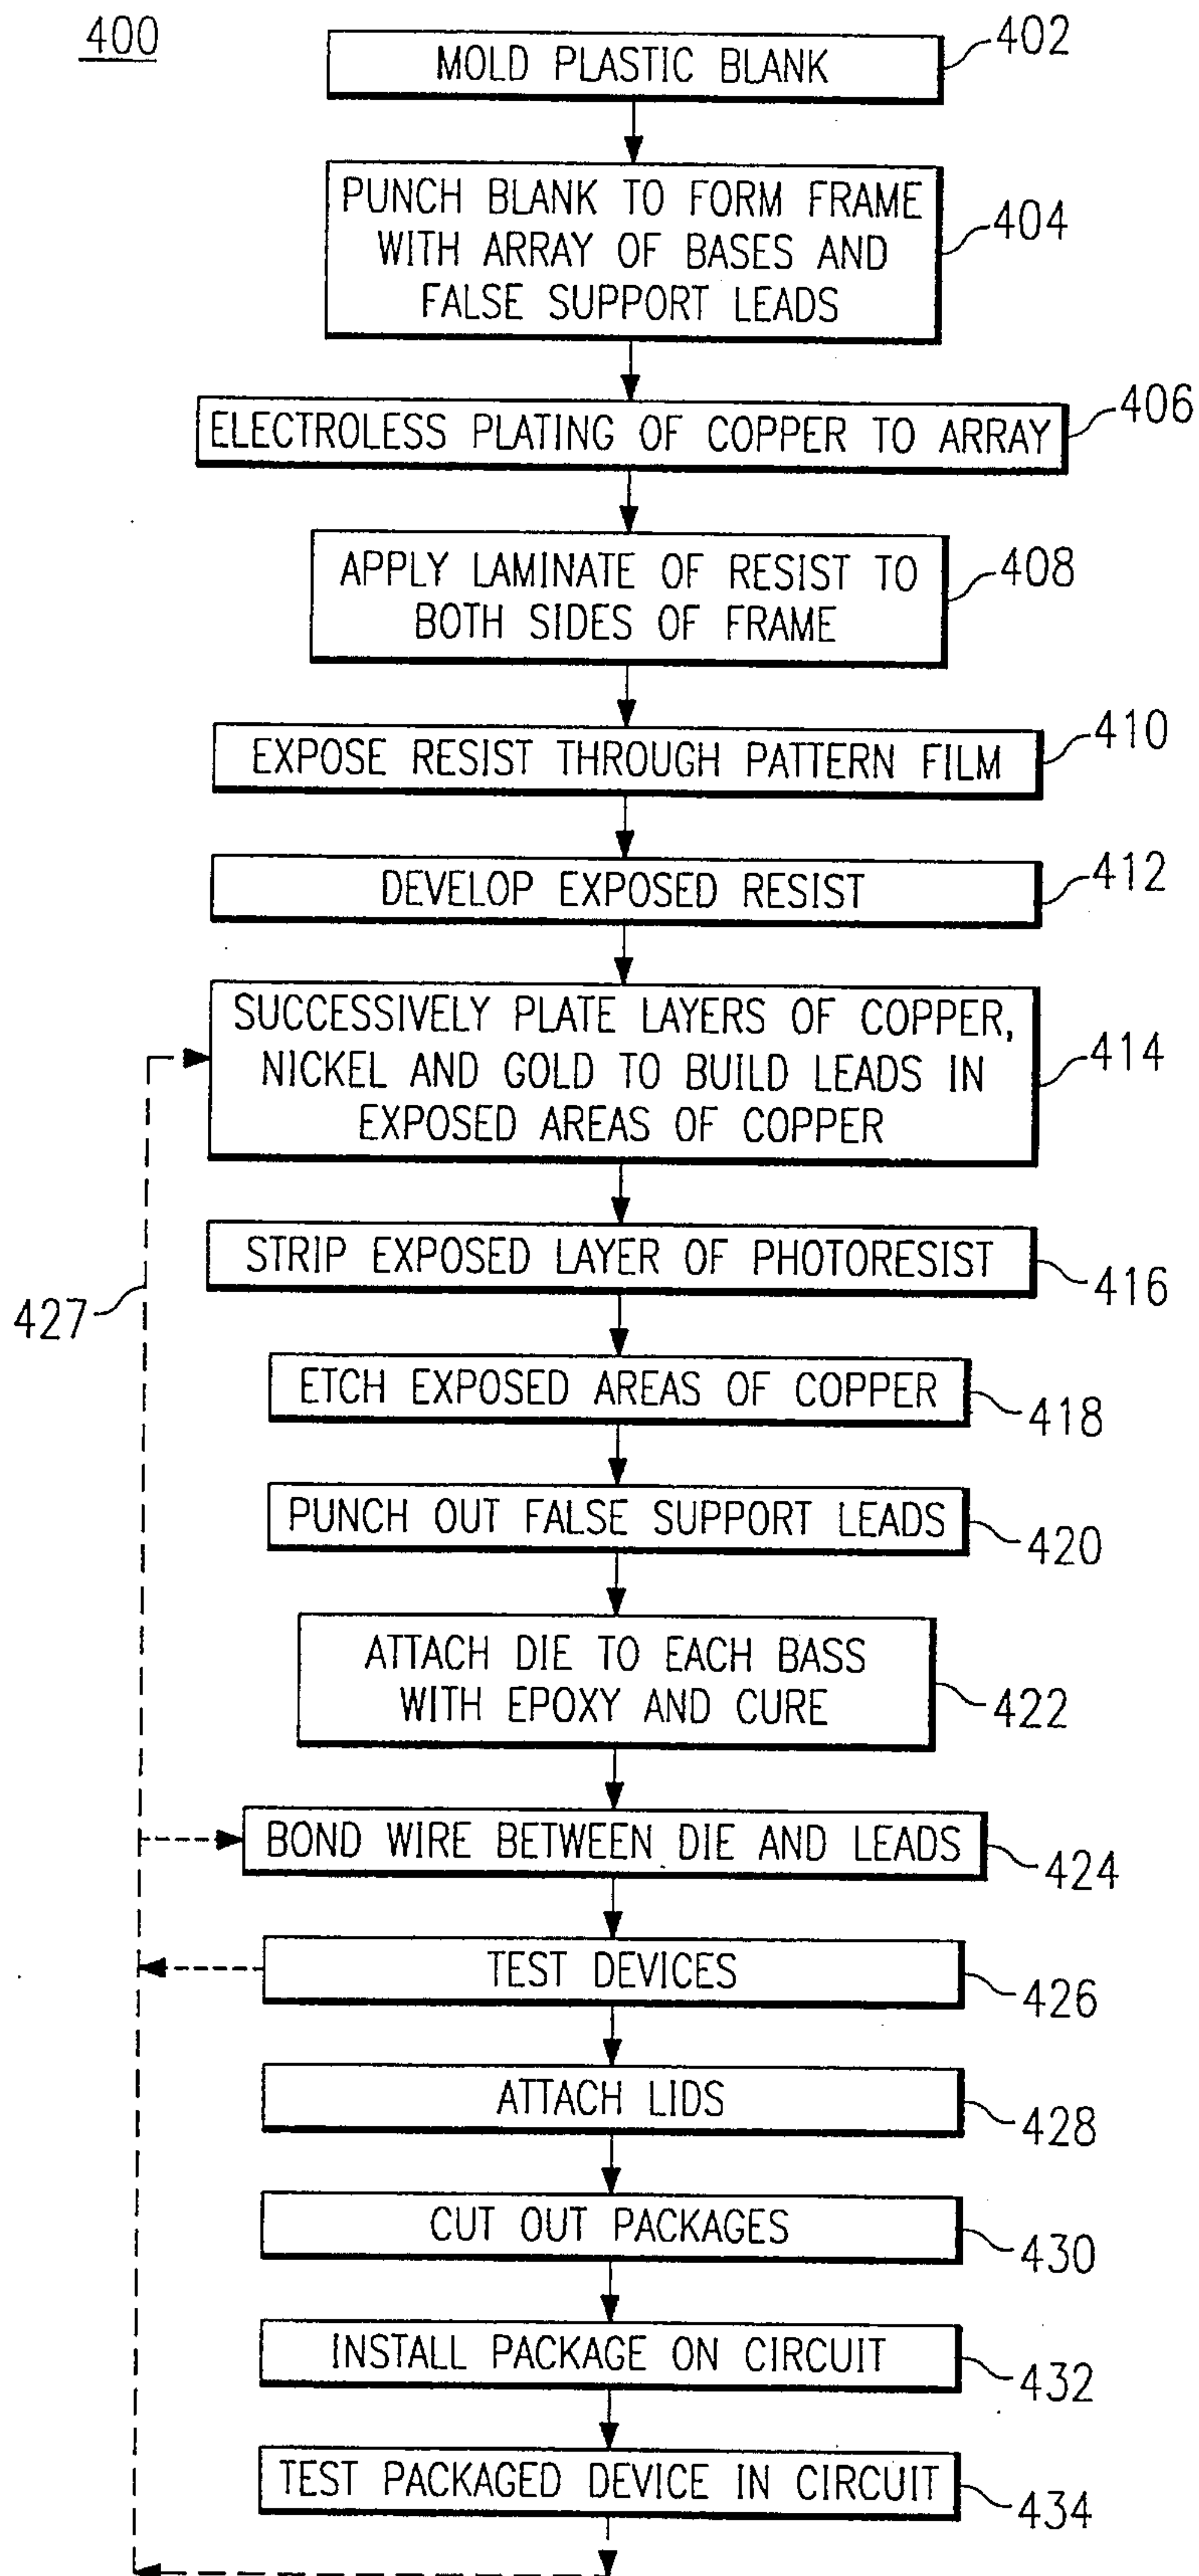 400
MOLD PLASTIC BLANK
402
PUNCH BLANK TO FORM FRAME
WITH ARRAY OF BASES AND
FALSE SUPPORT LEADS
404
ELECTROLESS PLATING OF COPPER TO ARRAY
406
APPLY LAMINATE OF RESIST TO
BOTH SIDES OF FRAME
408
EXPOSE RESIST THROUGH PATTERN FILM
410
DEVELOP EXPOSED RESIST
412
SUCCESSIVELY PLATE LAYERS OF COPPER,
NICKEL AND GOLD TO BUILD LEADS IN
EXPOSED AREAS OF COPPER
414
STRIP EXPOSED LAYER OF PHOTORESIST
416
427
ETCH EXPOSED AREAS OF COPPER
418
PUNCH OUT FALSE SUPPORT LEADS
420
ATTACH DIE TO EACH BASS
WITH EPOXY AND CURE
422
BOND WIRE BETWEEN DIE AND LEADS
424
TEST DEVICES
426
ATTACH LIDS
428
CUT OUT PACKAGES
430
INSTALL PACKAGE ON CIRCUIT
432
TEST PACKAGED DEVICE IN CIRCUIT
434